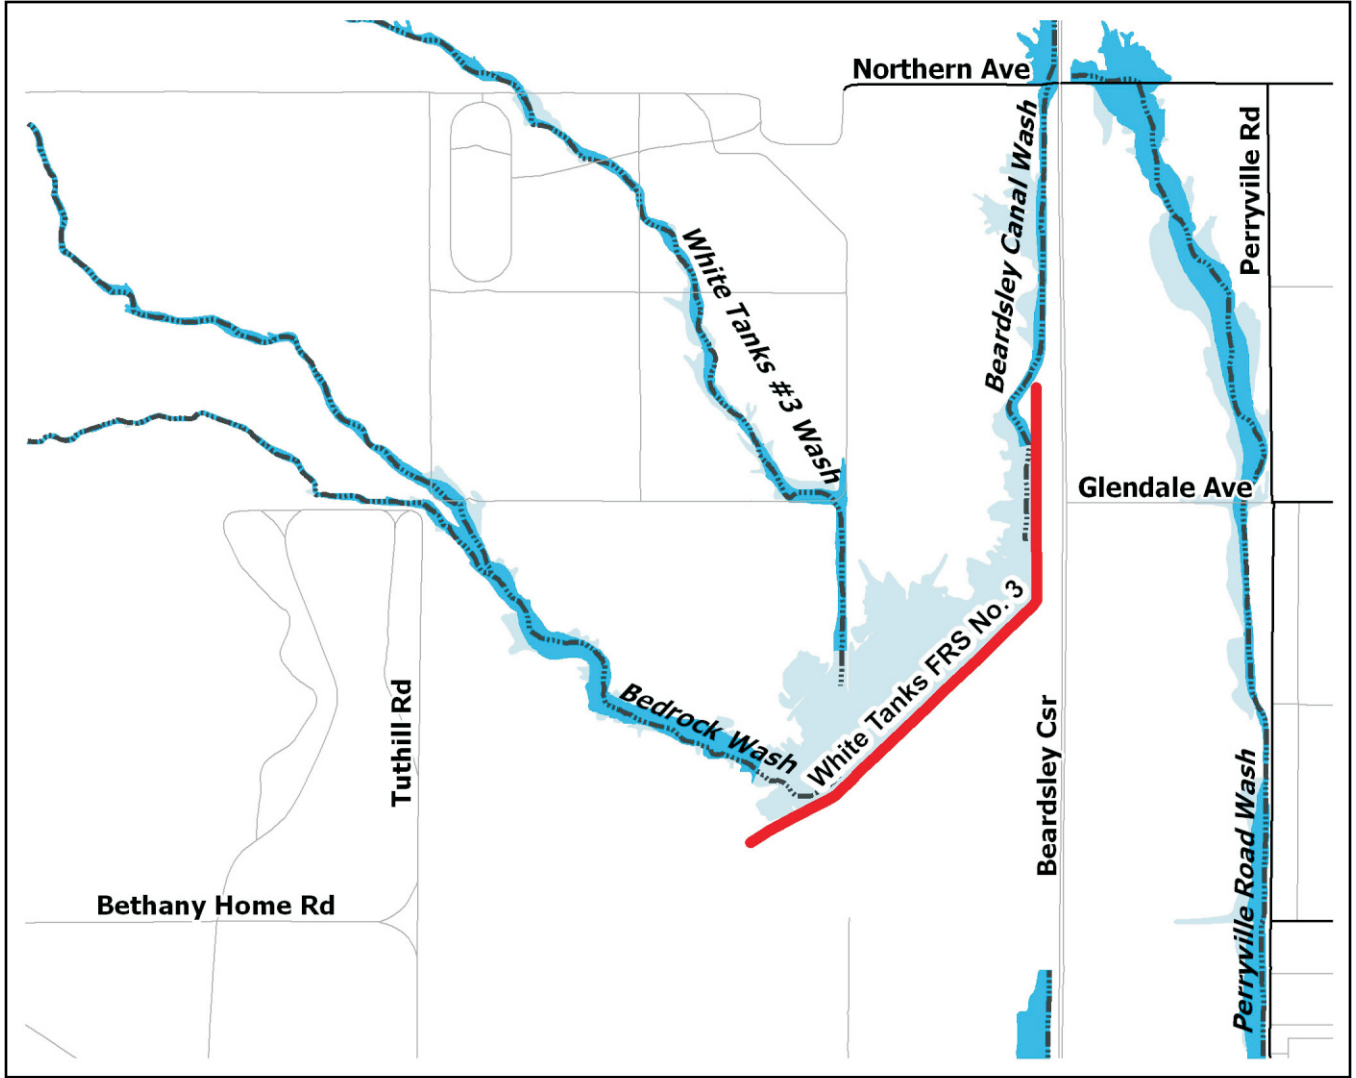 Northern Ave
Beardsley Canal Wash
Perryville Rd
White Tanks #3 Wash
Glendale Ave
White Tanks FRS No. 3
Bedrock Wash
Tuthill Rd
Beardsley Csr
Perryville Road Wash
Bethany Home Rd